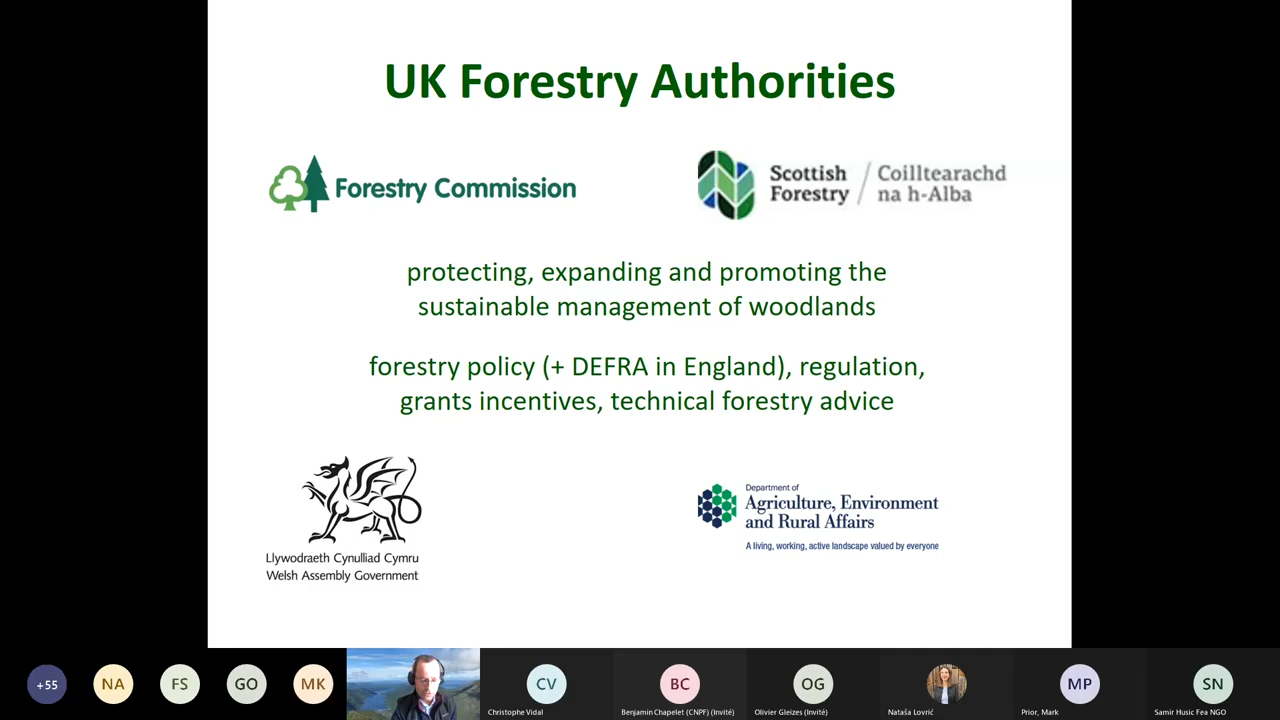 UK Forestry Authorities
Forestry Commission
Scottish
Forestry
Coilltearachd
na h-Alba
protecting, expanding and promoting the
sustainable management of woodlands
forestry policy (+ DEFRA in England), regulation,
grants incentives, technical forestry advice
Llywodraeth Cynulliad Cymru
Welsh Assembly Government
Department of
Agriculture, Environment
and Rural Affairs
A living, working, active landscape valued by everyone
+55
NA
FS
GO
MK
CV
Christophe Vidal
BC
Benjamin Chapelet (CNPF) (Invité)
OG
Olivier Gleizes (Invité)
Nataša Lovrić
MP
Prior, Mark
SN
Samir Husic Fea NGO